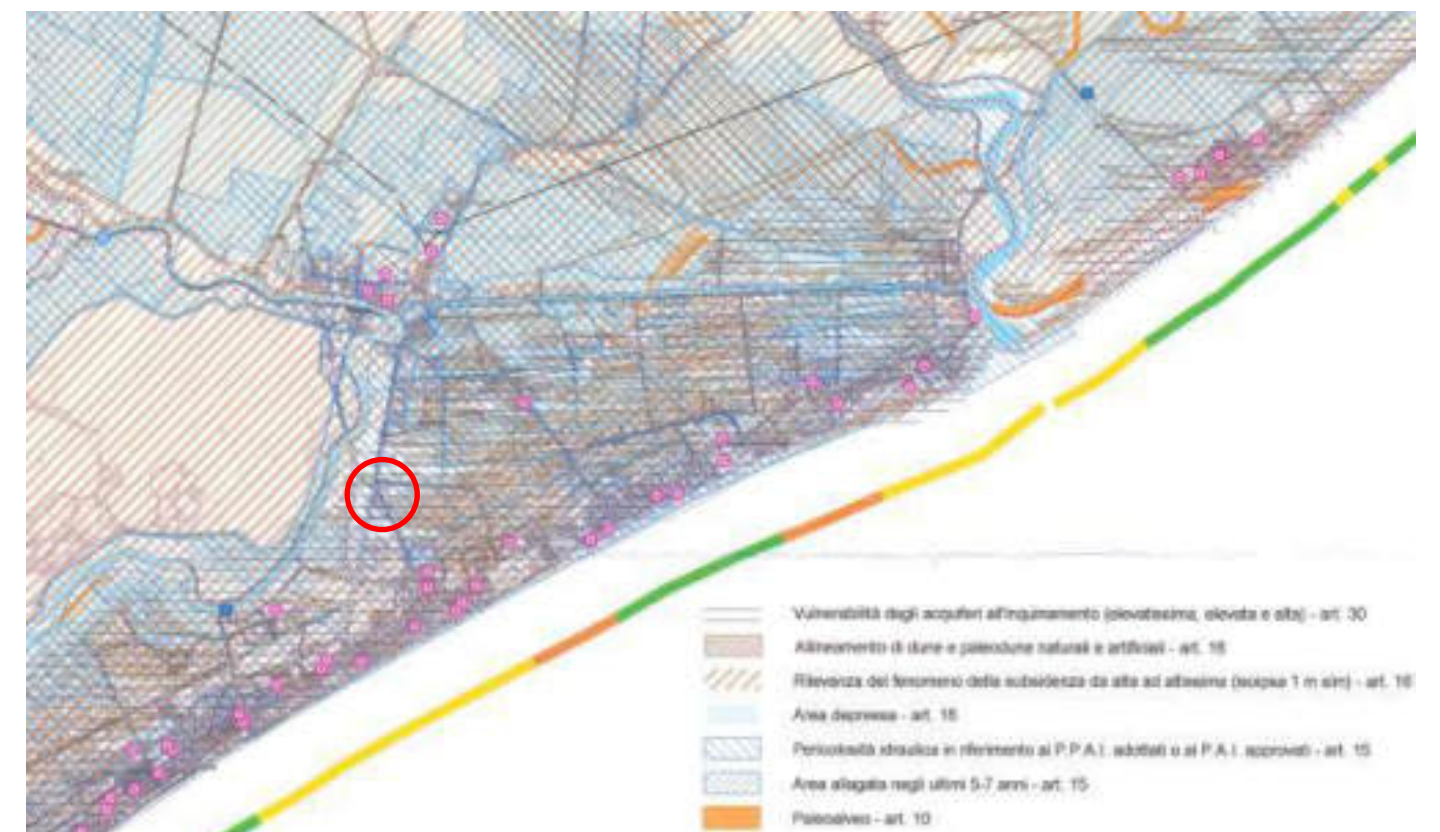 Vulnerabilità degli acquiferi all'inquinamento (elevatissima, elevata e alta) - art. 30
Allineamento di dune e paleodune naturali e artificiali - art. 16
Rilevanza del fenomeno della subsidenza da alta ad altissima (isoipsa 1 m slm) - art. 16
Area depressa - art. 16
Pericolosità idraulica in riferimento ai P.P.A.I. adottati o ai P.A.I. approvati - art. 15
Area allagata negli ultimi 5-7 anni - art. 15
Paleoalveo - art. 10